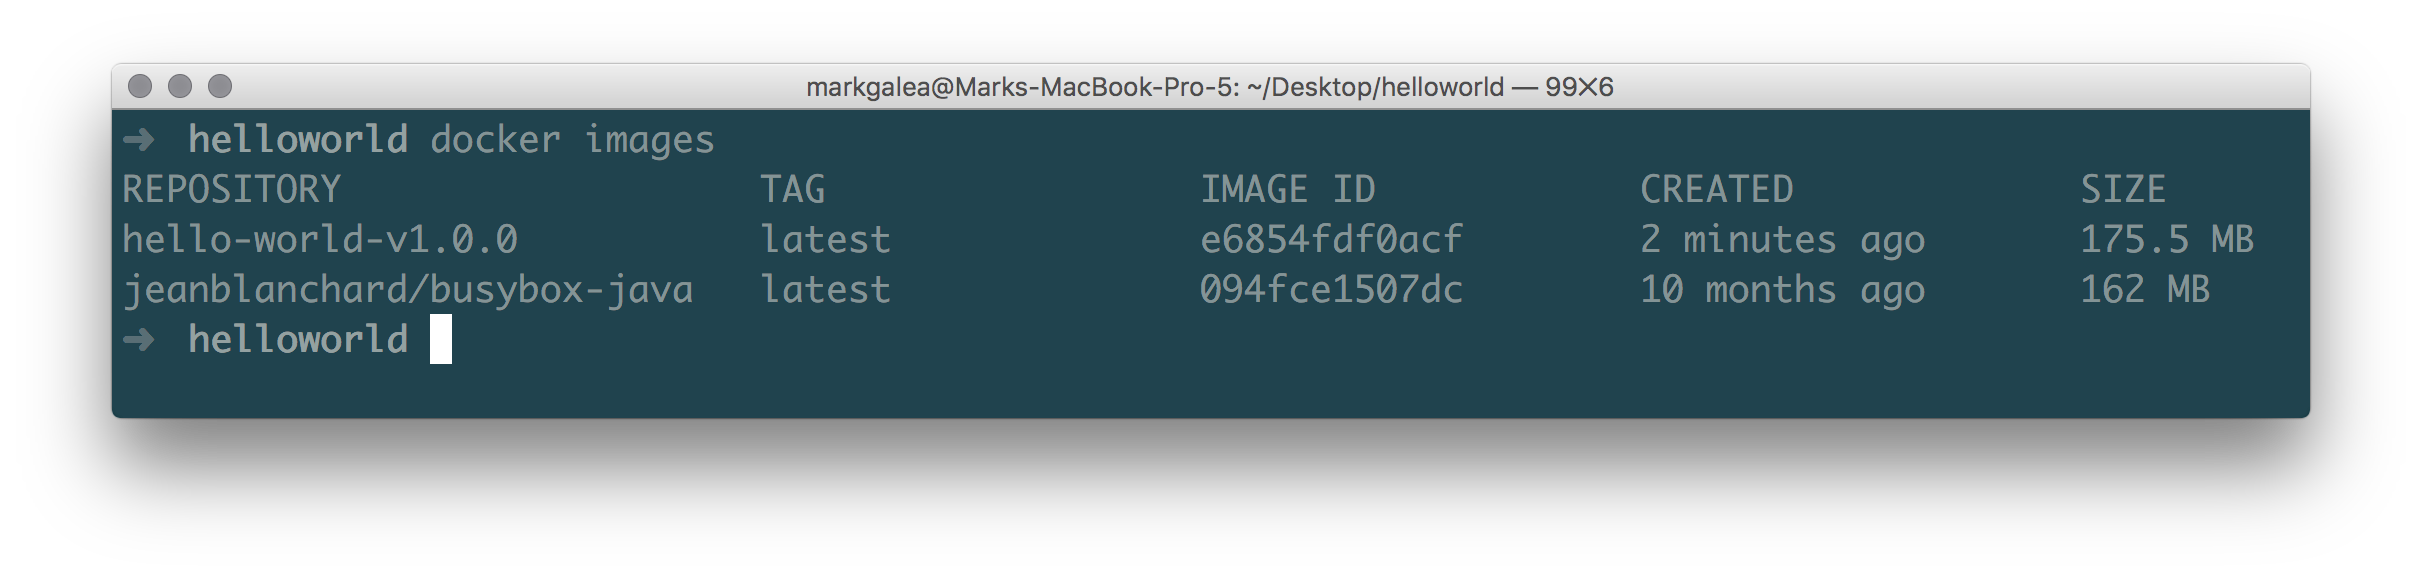 markgalea@Marks-MacBook-Pro-5: ~/Desktop/helloworld — 99✕6
➜ helloworld docker images
REPOSITORY TAG IMAGE ID CREATED SIZE
hello-world-v1.0.0 latest e6854fdf0acf 2 minutes ago 175.5 MB
jeanblanchard/busybox-java latest 094fce1507dc 10 months ago 162 MB
➜ helloworld